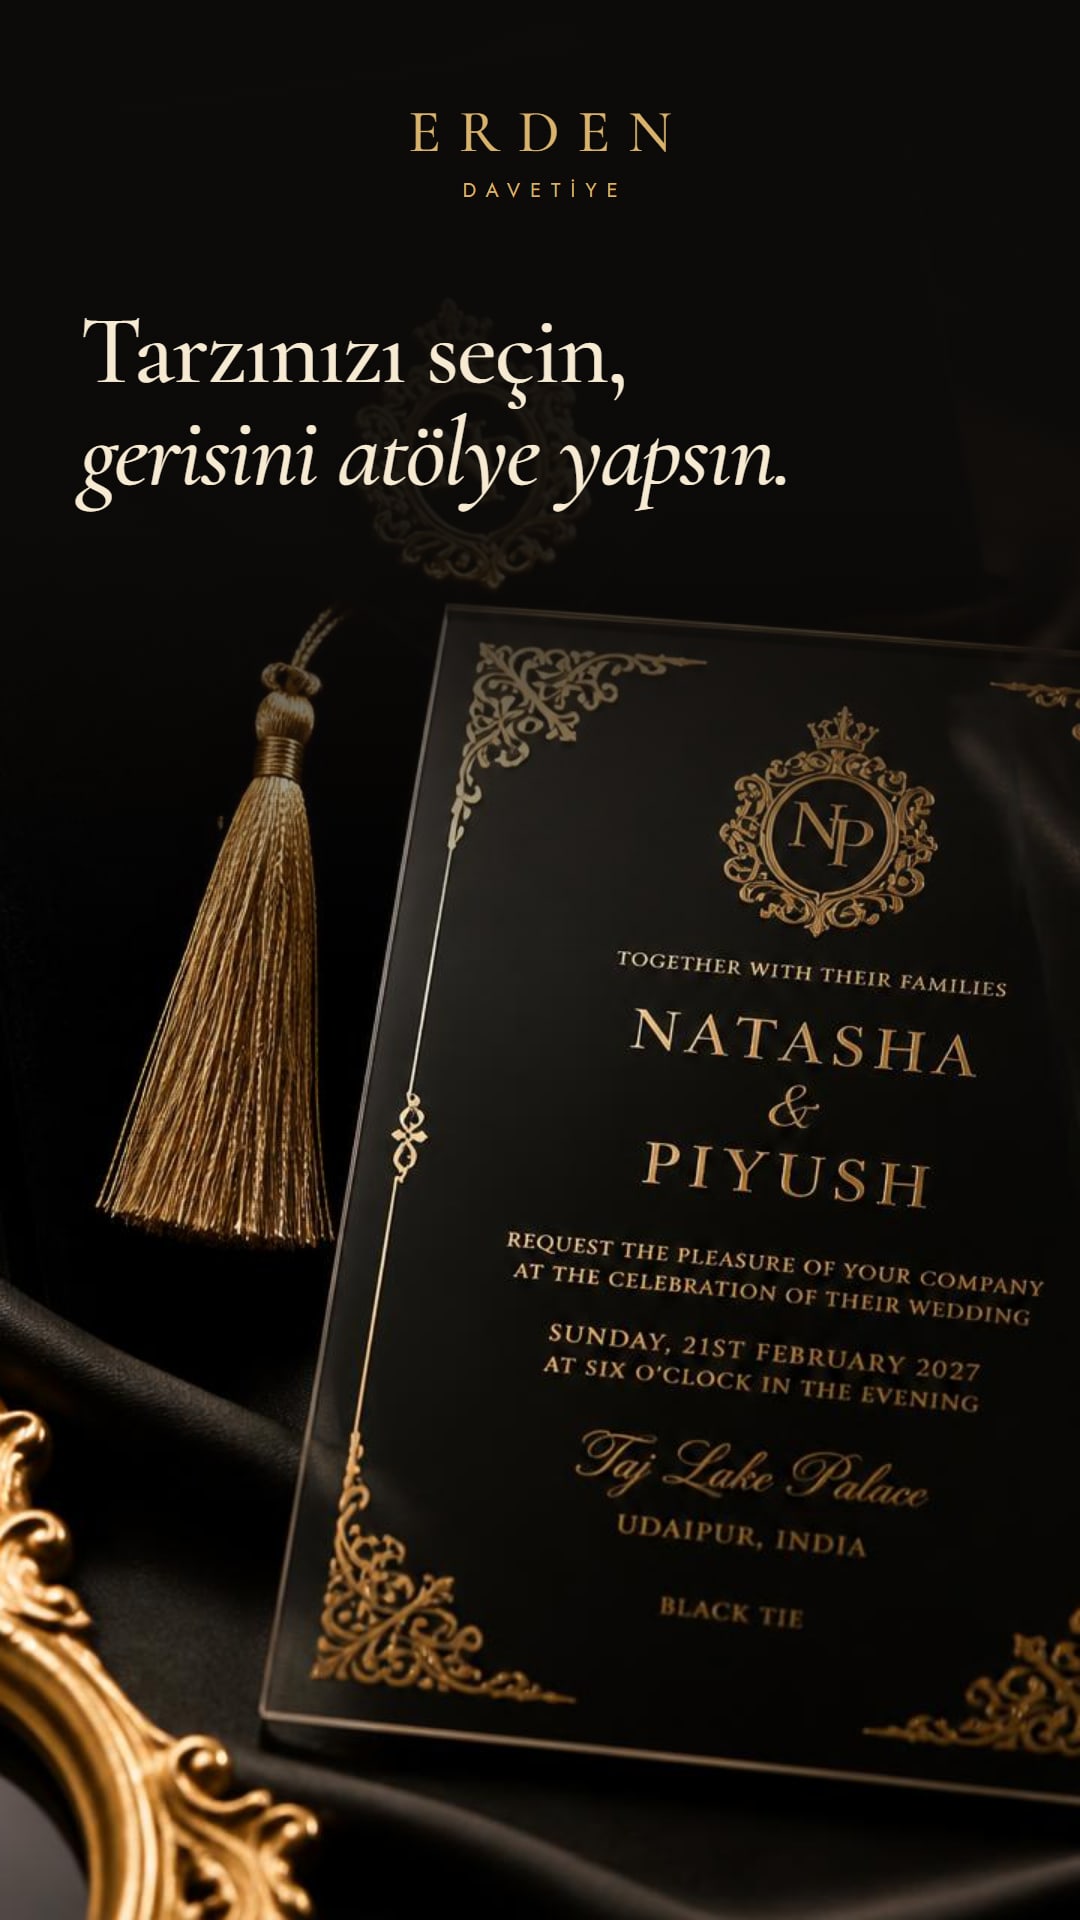 ERDEN
DAVETİYE
Tarzınızı seçin,
gerisini atölye yapsın.
NP
TOGETHER WITH THEIR FAMILIES
NATASHA
&
PIYUSH
REQUEST THE PLEASURE OF YOUR COMPANY
AT THE CELEBRATION OF THEIR WEDDING
SUNDAY, 21ST FEBRUARY 2027
AT SIX O'CLOCK IN THE EVENING
Taj Lake Palace
UDAIPUR, INDIA
BLACK TIE